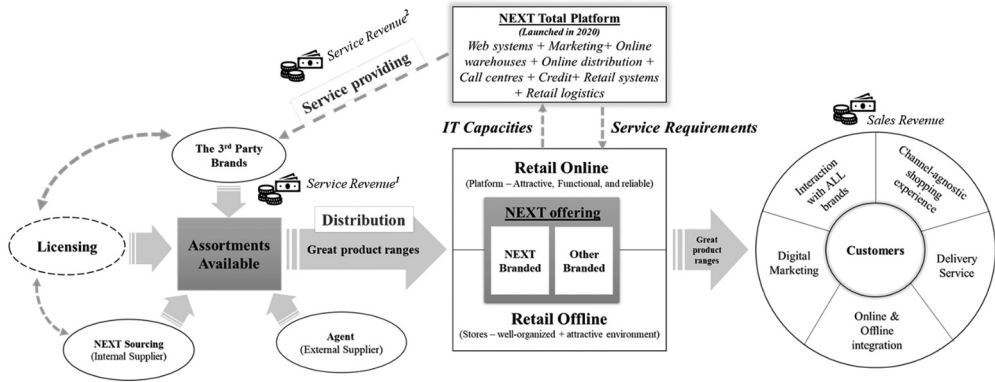 NEXT Total Platform
(Launched in 2020)
Web systems + Marketing+ Online
warehouses + Online distribution +
Call centres + Credit+ Retail systems
+ Retail logistics
Service Revenue²
Service providing
IT Capacities
Service Requirements
Sales Revenue
The 3rd Party
Brands
Service Revenue¹
Licensing
Assortments
Available
NEXT Sourcing
(Internal Supplier)
Agent
(External Supplier)
Distribution
Great product ranges
Retail Online
(Platform – Attractive, Functional, and reliable)
NEXT offering
NEXT
Branded
Other
Branded
Retail Offline
(Stores – well-organized + attractive environment)
Great
product
ranges
Interaction
with ALL
brands
Channel-agnostic
shopping
experience
Digital
Marketing
Customers
Delivery
Service
Online &
Offline
integration